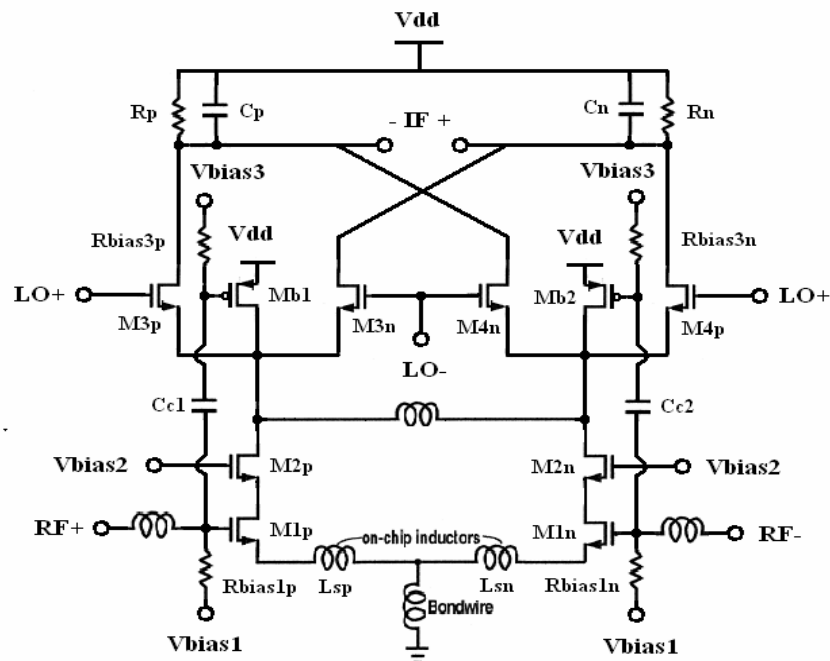 Vdd
Rp
Cp
- IF +
Cn
Rn
Vbias3
Vbias3
Rbias3p
Vdd
Vdd
Rbias3n
LO+
Mb1
Mb2
LO+
M3p
M3n
M4n
M4p
LO-
Cc1
Cc2
Vbias2
M2p
M2n
Vbias2
RF+
M1p
on-chip inductors
M1n
RF-
Rbias1p
Lsp
Lsn
Rbias1n
Bondwire
Vbias1
Vbias1